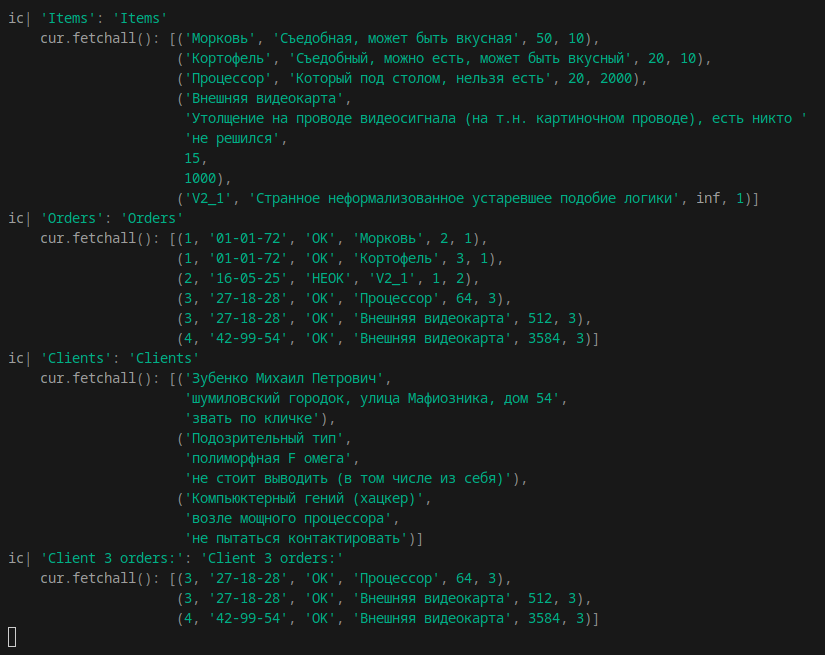 ic| 'Items': 'Items'
    cur.fetchall(): [('Морковь', 'Съедобная, может быть вкусная', 50, 10),
                     ('Кортофель', 'Съедобный, можно есть, может быть вкусный', 20, 10),
                     ('Процессор', 'Который под столом, нельзя есть', 20, 2000),
                     ('Внешняя видеокарта',
                      'Утолщение на проводе видеосигнала (на т.н. картиночном проводе), есть никто '
                      'не решился',
                      15,
                      1000),
                     ('V2_1', 'Странное неформализованное устаревшее подобие логики', inf, 1)]
ic| 'Orders': 'Orders'
    cur.fetchall(): [(1, '01-01-72', 'OK', 'Морковь', 2, 1),
                     (1, '01-01-72', 'OK', 'Кортофель', 3, 1),
                     (2, '16-05-25', 'НЕОК', 'V2_1', 1, 2),
                     (3, '27-18-28', 'OK', 'Процессор', 64, 3),
                     (3, '27-18-28', 'OK', 'Внешняя видеокарта', 512, 3),
                     (4, '42-99-54', 'OK', 'Внешняя видеокарта', 3584, 3)]
ic| 'Clients': 'Clients'
    cur.fetchall(): [('Зубенко Михаил Петрович',
                      'шумиловский городок, улица Мафиозника, дом 54',
                      'звать по кличке'),
                     ('Подозрительный тип',
                      'полиморфная F омега',
                      'не стоит выводить (в том числе из себя)'),
                     ('Компьюктерный гений (хацкер)',
                      'возле мощного процессора',
                      'не пытаться контактировать')]
ic| 'Client 3 orders:': 'Client 3 orders:'
    cur.fetchall(): [(3, '27-18-28', 'OK', 'Процессор', 64, 3),
                     (3, '27-18-28', 'OK', 'Внешняя видеокарта', 512, 3),
                     (4, '42-99-54', 'OK', 'Внешняя видеокарта', 3584, 3)]